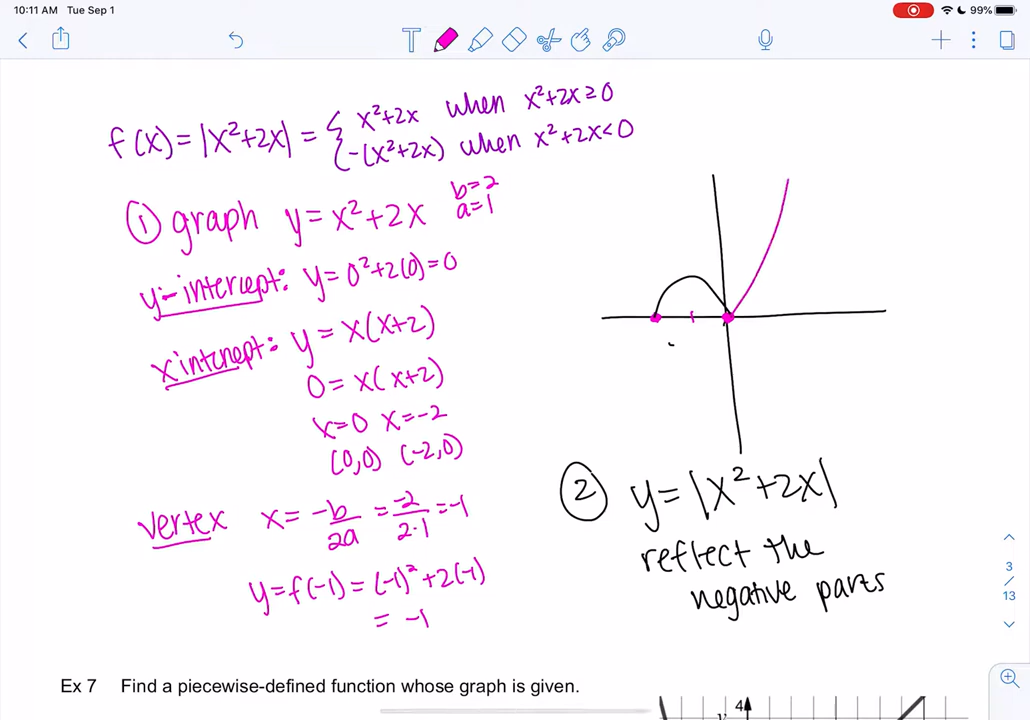 10:11 AM Tue Sep 1
99%
T
f(x) = |x²+2x| = { x²+2x when x²+2x≥0
-(x²+2x) when x²+2x<0
① graph y = x²+2x
b=2
a=1
y-intercept: y = 0²+2(0) = 0
x intercept: y = x(x+2)
0 = x(x+2)
x=0 x=-2
(0,0) (-2,0)
vertex x = -b/2a = -2/2·1 = -1
y = f(-1) = (-1)² + 2(-1)
= -1
② y = |x²+2x|
reflect the
negative parts
3
/
13
Ex 7 Find a piecewise-defined function whose graph is given.
y 4